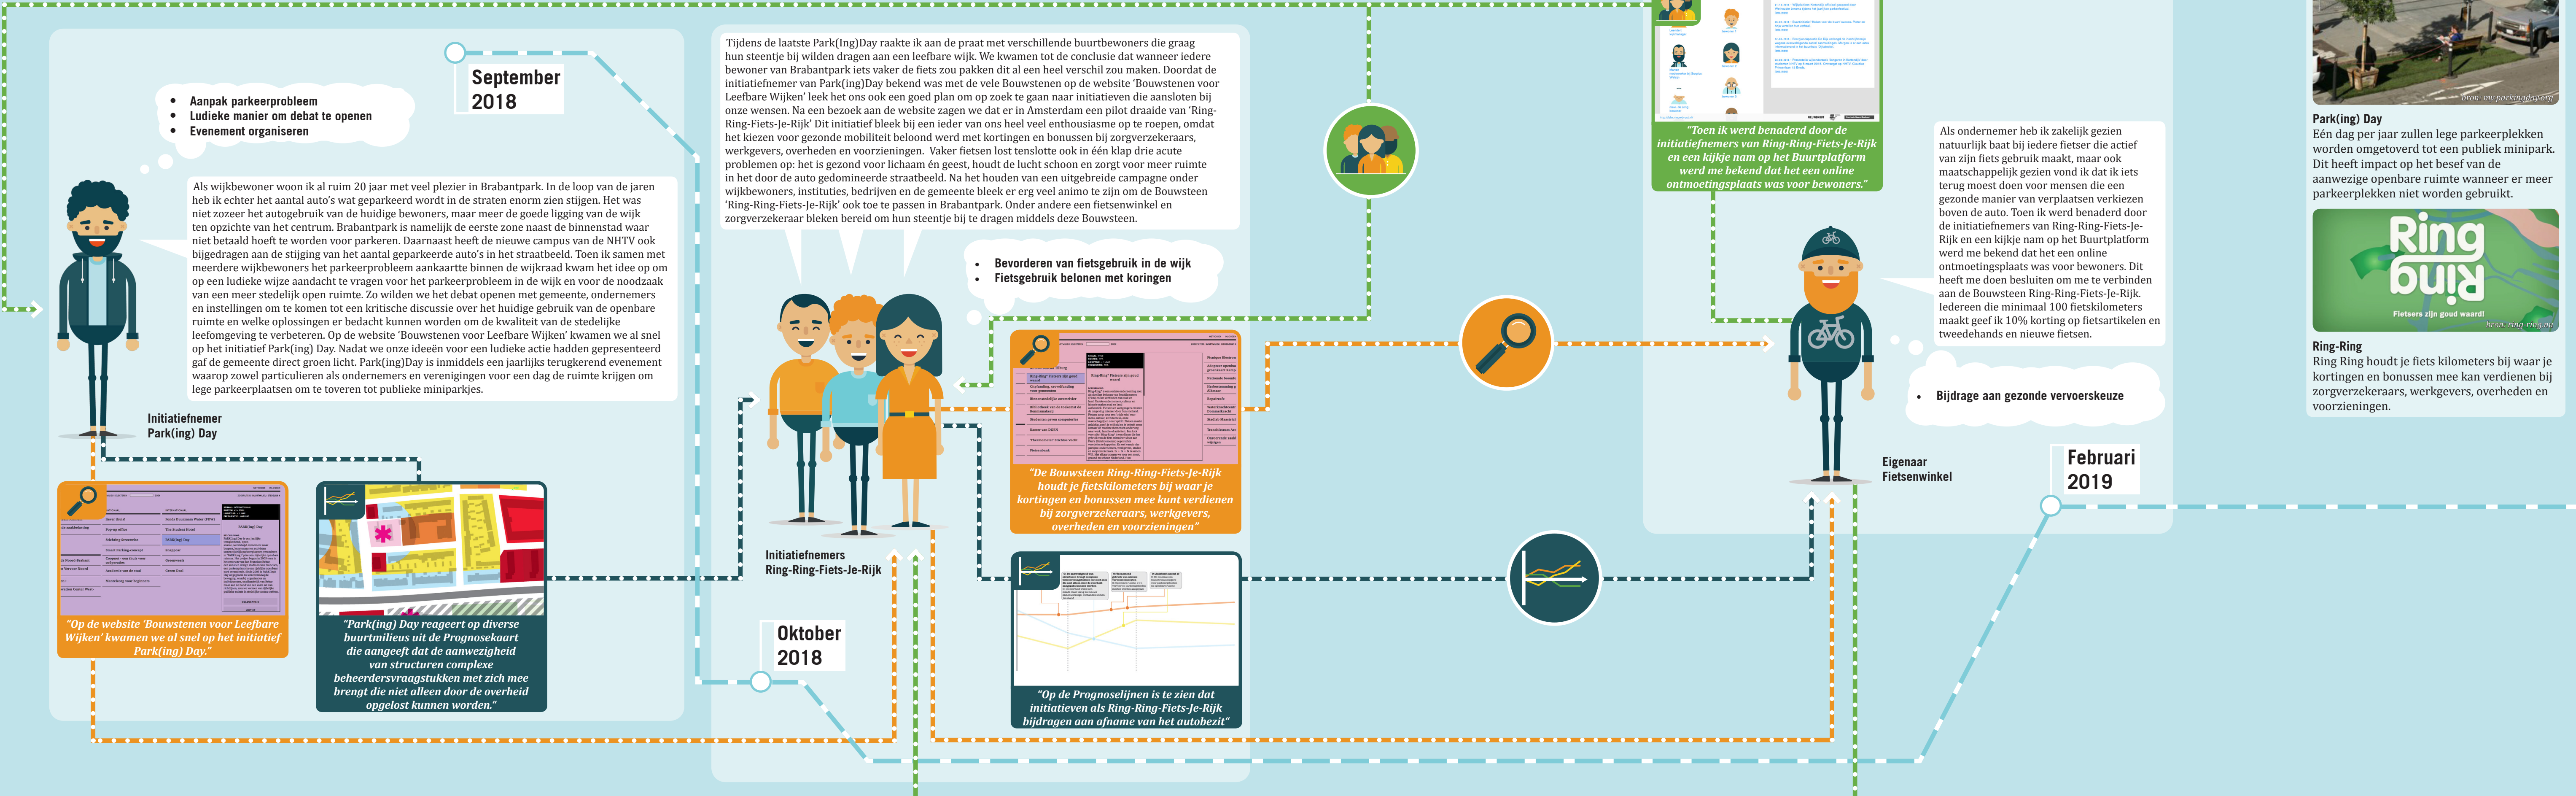 September
2018
• Aanpak parkeerprobleem
• Ludieke manier om debat te openen
• Evenement organiseren
Als wijkbewoner woon ik al ruim 20 jaar met veel plezier in Brabantpark. In de loop van de jaren
heb ik echter het aantal auto's wat geparkeerd wordt in de straten enorm zien stijgen. Het was
niet zozeer het autogebruik van de huidige bewoners, maar meer de goede ligging van de wijk
ten opzichte van het centrum. Brabantpark is namelijk de eerste zone naast de binnenstad waar
niet betaald hoeft te worden voor parkeren. Daarnaast heeft de nieuwe campus van de NHTV ook
bijgedragen aan de stijging van het aantal geparkeerde auto's in het straatbeeld. Toen ik samen met
meerdere wijkbewoners het parkeerprobleem aankaartte binnen de wijkraad kwam het idee op om
op een ludieke wijze aandacht te vragen voor het parkeerprobleem in de wijk en voor de noodzaak
van een meer stedelijk open ruimte. Zo wilden we het debat openen met gemeente, ondernemers
en instellingen om te komen tot een kritische discussie over het huidige gebruik van de openbare
ruimte en welke oplossingen er bedacht kunnen worden om de kwaliteit van de stedelijke
leefomgeving te verbeteren. Op de website 'Bouwstenen voor Leefbare Wijken' kwamen we al snel
op het initiatief Park(ing) Day. Nadat we onze ideeën voor een ludieke actie hadden gepresenteerd
gaf de gemeente direct groen licht. Park(ing)Day is inmiddels een jaarlijks terugkerend evenement
waarop zowel particulieren als ondernemers en verenigingen voor een dag de ruimte krijgen om
lege parkeerplaatsen om te toveren tot publieke miniparkjes.
Initiatiefnemer
Park(ing) Day
"Op de website 'Bouwstenen voor Leefbare
Wijken' kwamen we al snel op het initiatief
Park(ing) Day."
"Park(ing) Day reageert op diverse
buurtmilieus uit de Prognosekaart
die aangeeft dat de aanwezigheid
van structuren complexe
beheerdersvraagstukken met zich mee
brengt die niet alleen door de overheid
opgelost kunnen worden."
Tijdens de laatste Park(Ing)Day raakte ik aan de praat met verschillende buurtbewoners die graag
hun steentje bij wilden dragen aan een leefbare wijk. We kwamen tot de conclusie dat wanneer iedere
bewoner van Brabantpark iets vaker de fiets zou pakken dit al een heel verschil zou maken. Doordat de
initiatiefnemer van Park(ing)Day bekend was met de vele Bouwstenen op de website 'Bouwstenen voor
Leefbare Wijken' leek het ons ook een goed plan om op zoek te gaan naar initiatieven die aansloten bij
onze wensen. Na een bezoek aan de website zagen we dat er in Amsterdam een pilot draaide van 'Ring-
Ring-Fiets-Je-Rijk' Dit initiatief bleek bij een ieder van ons heel veel enthousiasme op te roepen, omdat
het kiezen voor gezonde mobiliteit beloond werd met kortingen en bonussen bij zorgverzekeraars,
werkgevers, overheden en voorzieningen. Vaker fietsen lost tenslotte ook in één klap drie acute
problemen op: het is gezond voor lichaam én geest, houdt de lucht schoon en zorgt voor meer ruimte
in het door de auto gedomineerde straatbeeld. Na het houden van een uitgebreide campagne onder
wijkbewoners, instituties, bedrijven en de gemeente bleek er erg veel animo te zijn om de Bouwsteen
'Ring-Ring-Fiets-Je-Rijk' ook toe te passen in Brabantpark. Onder andere een fietsenwinkel en
zorgverzekeraar bleken bereid om hun steentje bij te dragen middels deze Bouwsteen.
• Bevorderen van fietsgebruik in de wijk
• Fietsgebruik belonen met koringen
Initiatiefnemers
Ring-Ring-Fiets-Je-Rijk
Oktober
2018
"De Bouwsteen Ring-Ring-Fiets-Je-Rijk
houdt je fietskilometers bij waar je
kortingen en bonussen mee kunt verdienen
bij zorgverzekeraars, werkgevers,
overheden en voorzieningen"
"Op de Prognoselijnen is te zien dat
initiatieven als Ring-Ring-Fiets-Je-Rijk
bijdragen aan afname van het autobezit"
"Toen ik werd benaderd door de
initiatiefnemers van Ring-Ring-Fiets-Je-Rijk
en een kijkje nam op het Buurtplatform
werd me bekend dat het een online
ontmoetingsplaats was voor bewoners."
Als ondernemer heb ik zakelijk gezien
natuurlijk baat bij iedere fietser die actief
van zijn fiets gebruik maakt, maar ook
maatschappelijk gezien vond ik dat ik iets
terug moest doen voor mensen die een
gezonde manier van verplaatsen verkiezen
boven de auto. Toen ik werd benaderd door
de initiatiefnemers van Ring-Ring-Fiets-Je-
Rijk en een kijkje nam op het Buurtplatform
werd me bekend dat het een online
ontmoetingsplaats was voor bewoners. Dit
heeft me doen besluiten om me te verbinden
aan de Bouwsteen Ring-Ring-Fiets-Je-Rijk.
Iedereen die minimaal 100 fietskilometers
maakt geef ik 10% korting op fietsartikelen en
tweedehands en nieuwe fietsen.
• Bijdrage aan gezonde vervoerskeuze
Eigenaar
Fietsenwinkel
Februari
2019
bron: my.parkingday.org
Park(ing) Day
Eén dag per jaar zullen lege parkeerplekken
worden omgetoverd tot een publiek minipark.
Dit heeft impact op het besef van de
aanwezige openbare ruimte wanneer er meer
parkeerplekken niet worden gebruikt.
Ring
Ring
Fietsers zijn goud waard!
bron: ring-ring.nu
Ring-Ring
Ring Ring houdt je fiets kilometers bij waar je
kortingen en bonussen mee kan verdienen bij
zorgverzekeraars, werkgevers, overheden en
voorzieningen.